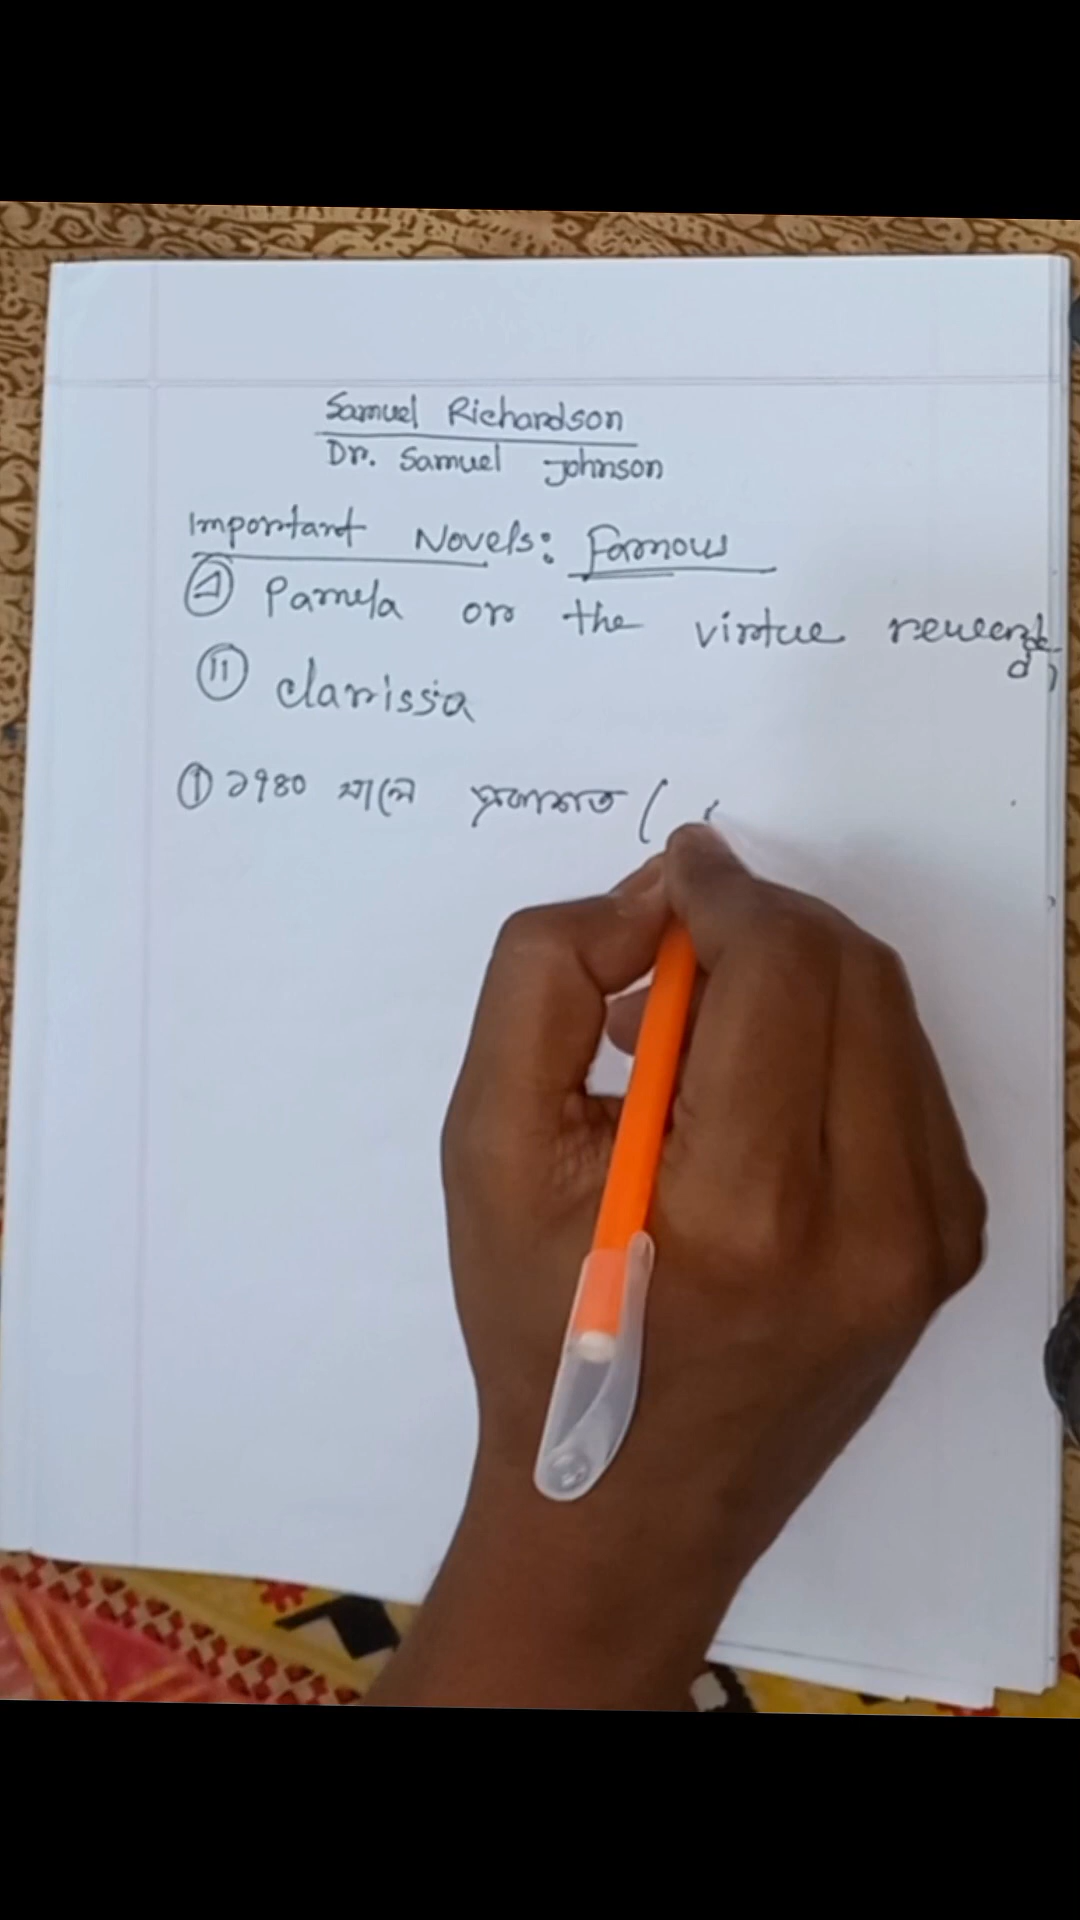 Samuel Richardson
Dr. Samuel Johnson
Important Novels: Famous
I Pamela or the virtue rewarded
II clarissa
① ১৭৪০ সালে প্রকাশিত (